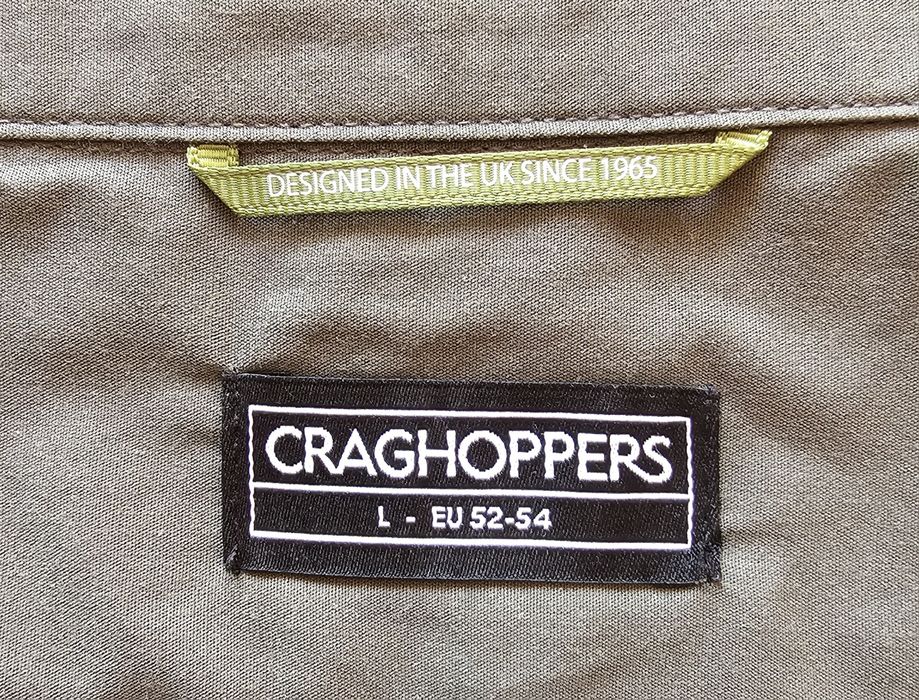 DESIGNED IN THE UK SINCE 1965
CRAGHOPPERS
L - EU 52-54